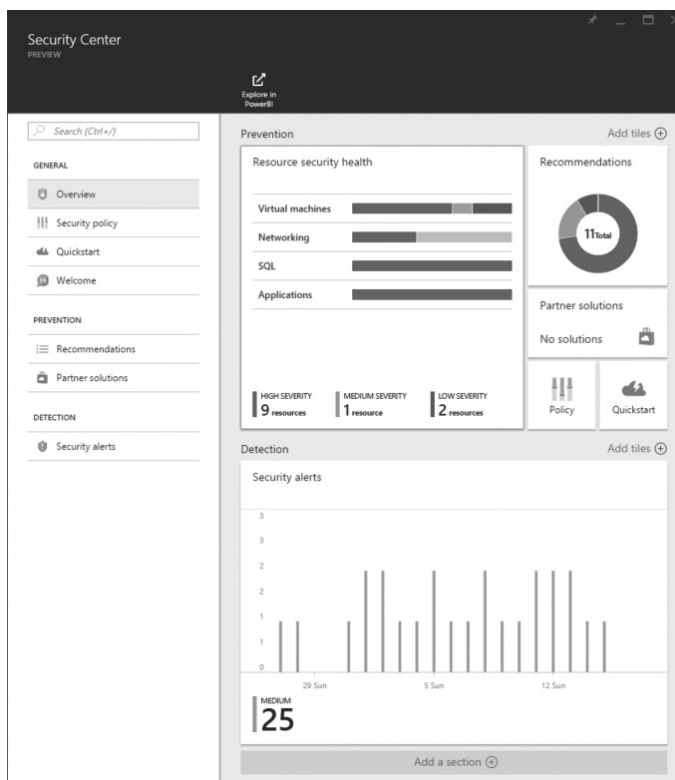 Security Center
PREVIEW
Explore in
PowerBI
Search (Ctrl+/)
GENERAL
Overview
Security policy
Quickstart
Welcome
PREVENTION
Recommendations
Partner solutions
DETECTION
Security alerts
Prevention
Add tiles
Resource security health
Virtual machines
Networking
SQL
Applications
HIGH SEVERITY
9 resources
MEDIUM SEVERITY
1 resource
LOW SEVERITY
2 resources
Recommendations
11 Total
Partner solutions
No solutions
Policy
Quickstart
Detection
Add tiles
Security alerts
3
3
2
2
1
1
0
29 Sun
5 Sun
12 Sun
MEDIUM
25
Add a section